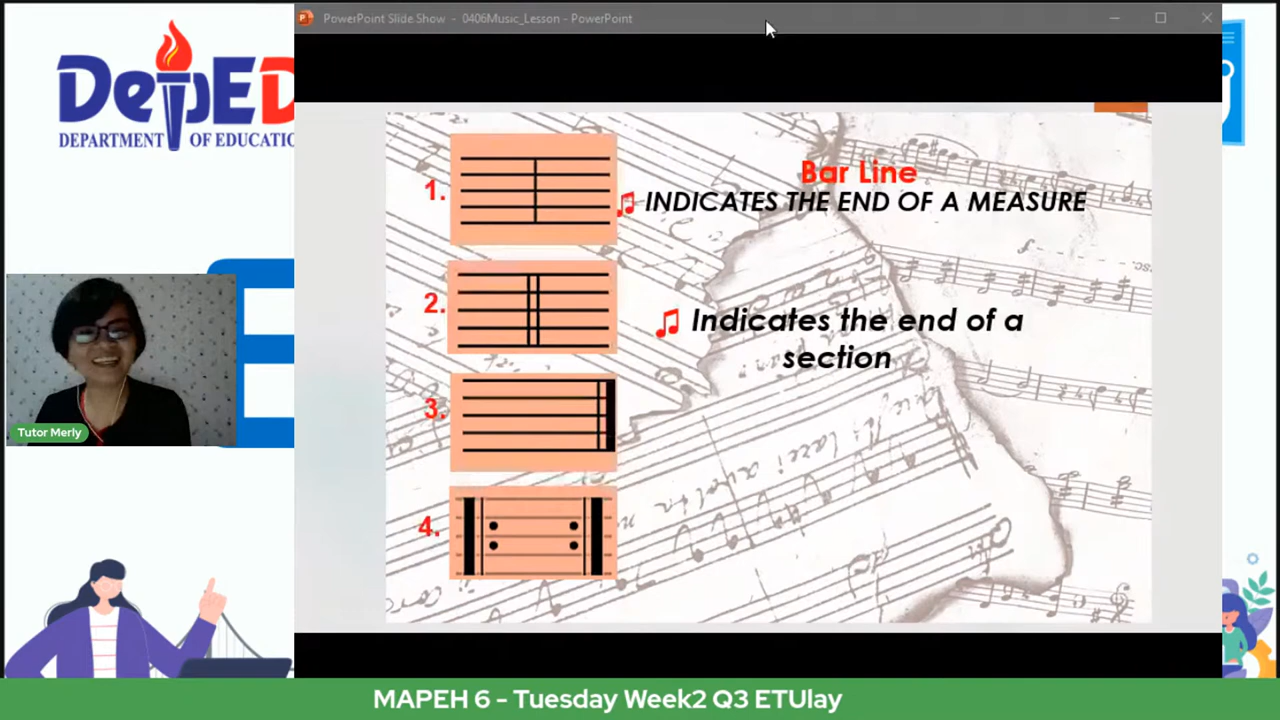 PowerPoint Slide Show - 0406Music_Lesson - PowerPoint
DepED
DEPARTMENT OF EDUCATIO
1.
Bar Line
INDICATES THE END OF A MEASURE
2.
Indicates the end of a
section
3.
4.
Tutor Merly
MAPEH 6 - Tuesday Week2 Q3 ETUlay